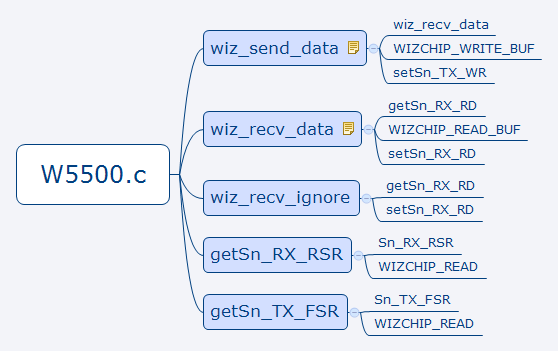 W5500.c
wiz_send_data
wiz_recv_data
WIZCHIP_WRITE_BUF
setSn_TX_WR
wiz_recv_data
getSn_RX_RD
WIZCHIP_READ_BUF
setSn_RX_RD
wiz_recv_ignore
getSn_RX_RD
setSn_RX_RD
getSn_RX_RSR
Sn_RX_RSR
WIZCHIP_READ
getSn_TX_FSR
Sn_TX_FSR
WIZCHIP_READ